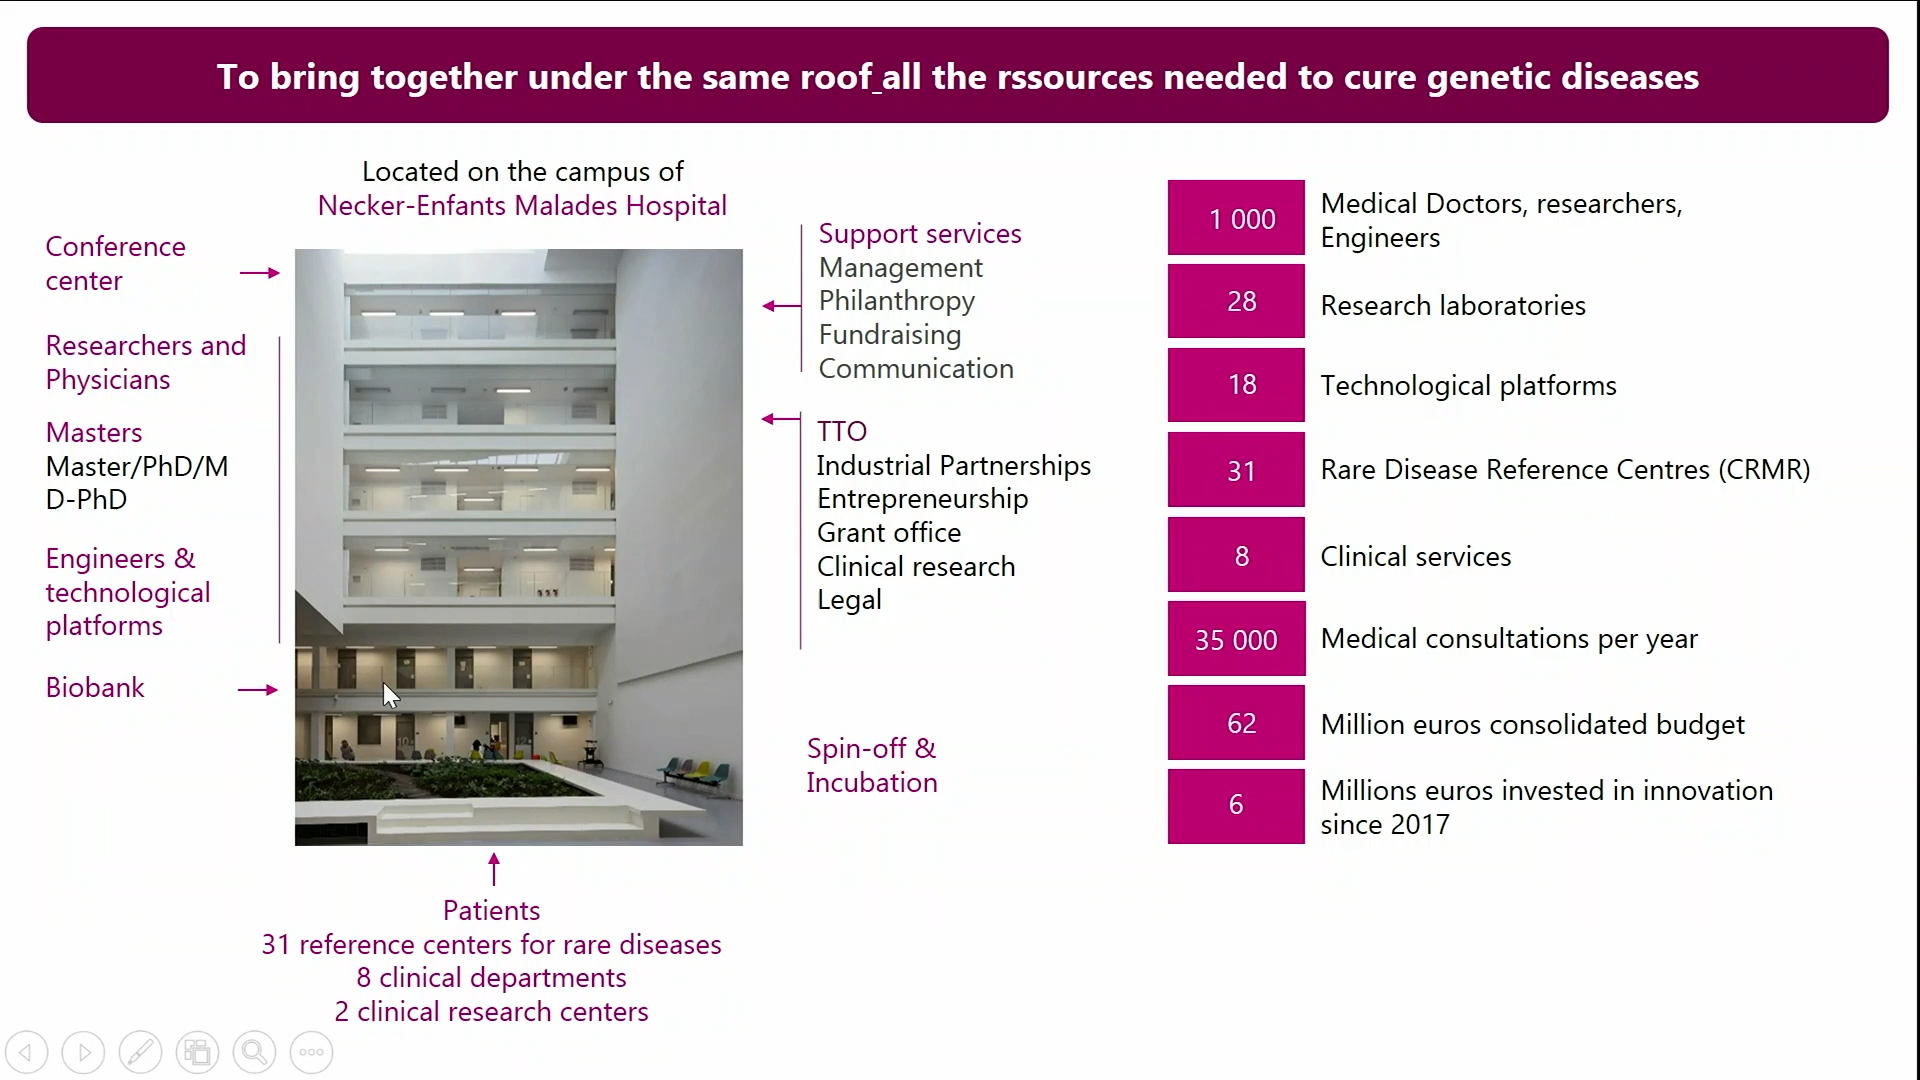 To bring together under the same roof_all the rssources needed to cure genetic diseases
Located on the campus of
Necker-Enfants Malades Hospital
Conference
center
Researchers and
Physicians
Masters
Master/PhD/M
D-PhD
Engineers &
technological
platforms
Biobank
Support services
Management
Philanthropy
Fundraising
Communication
TTO
Industrial Partnerships
Entrepreneurship
Grant office
Clinical research
Legal
Spin-off &
Incubation
Patients
31 reference centers for rare diseases
8 clinical departments
2 clinical research centers
1 000
Medical Doctors, researchers,
Engineers
28
Research laboratories
18
Technological platforms
31
Rare Disease Reference Centres (CRMR)
8
Clinical services
35 000
Medical consultations per year
62
Million euros consolidated budget
6
Millions euros invested in innovation
since 2017